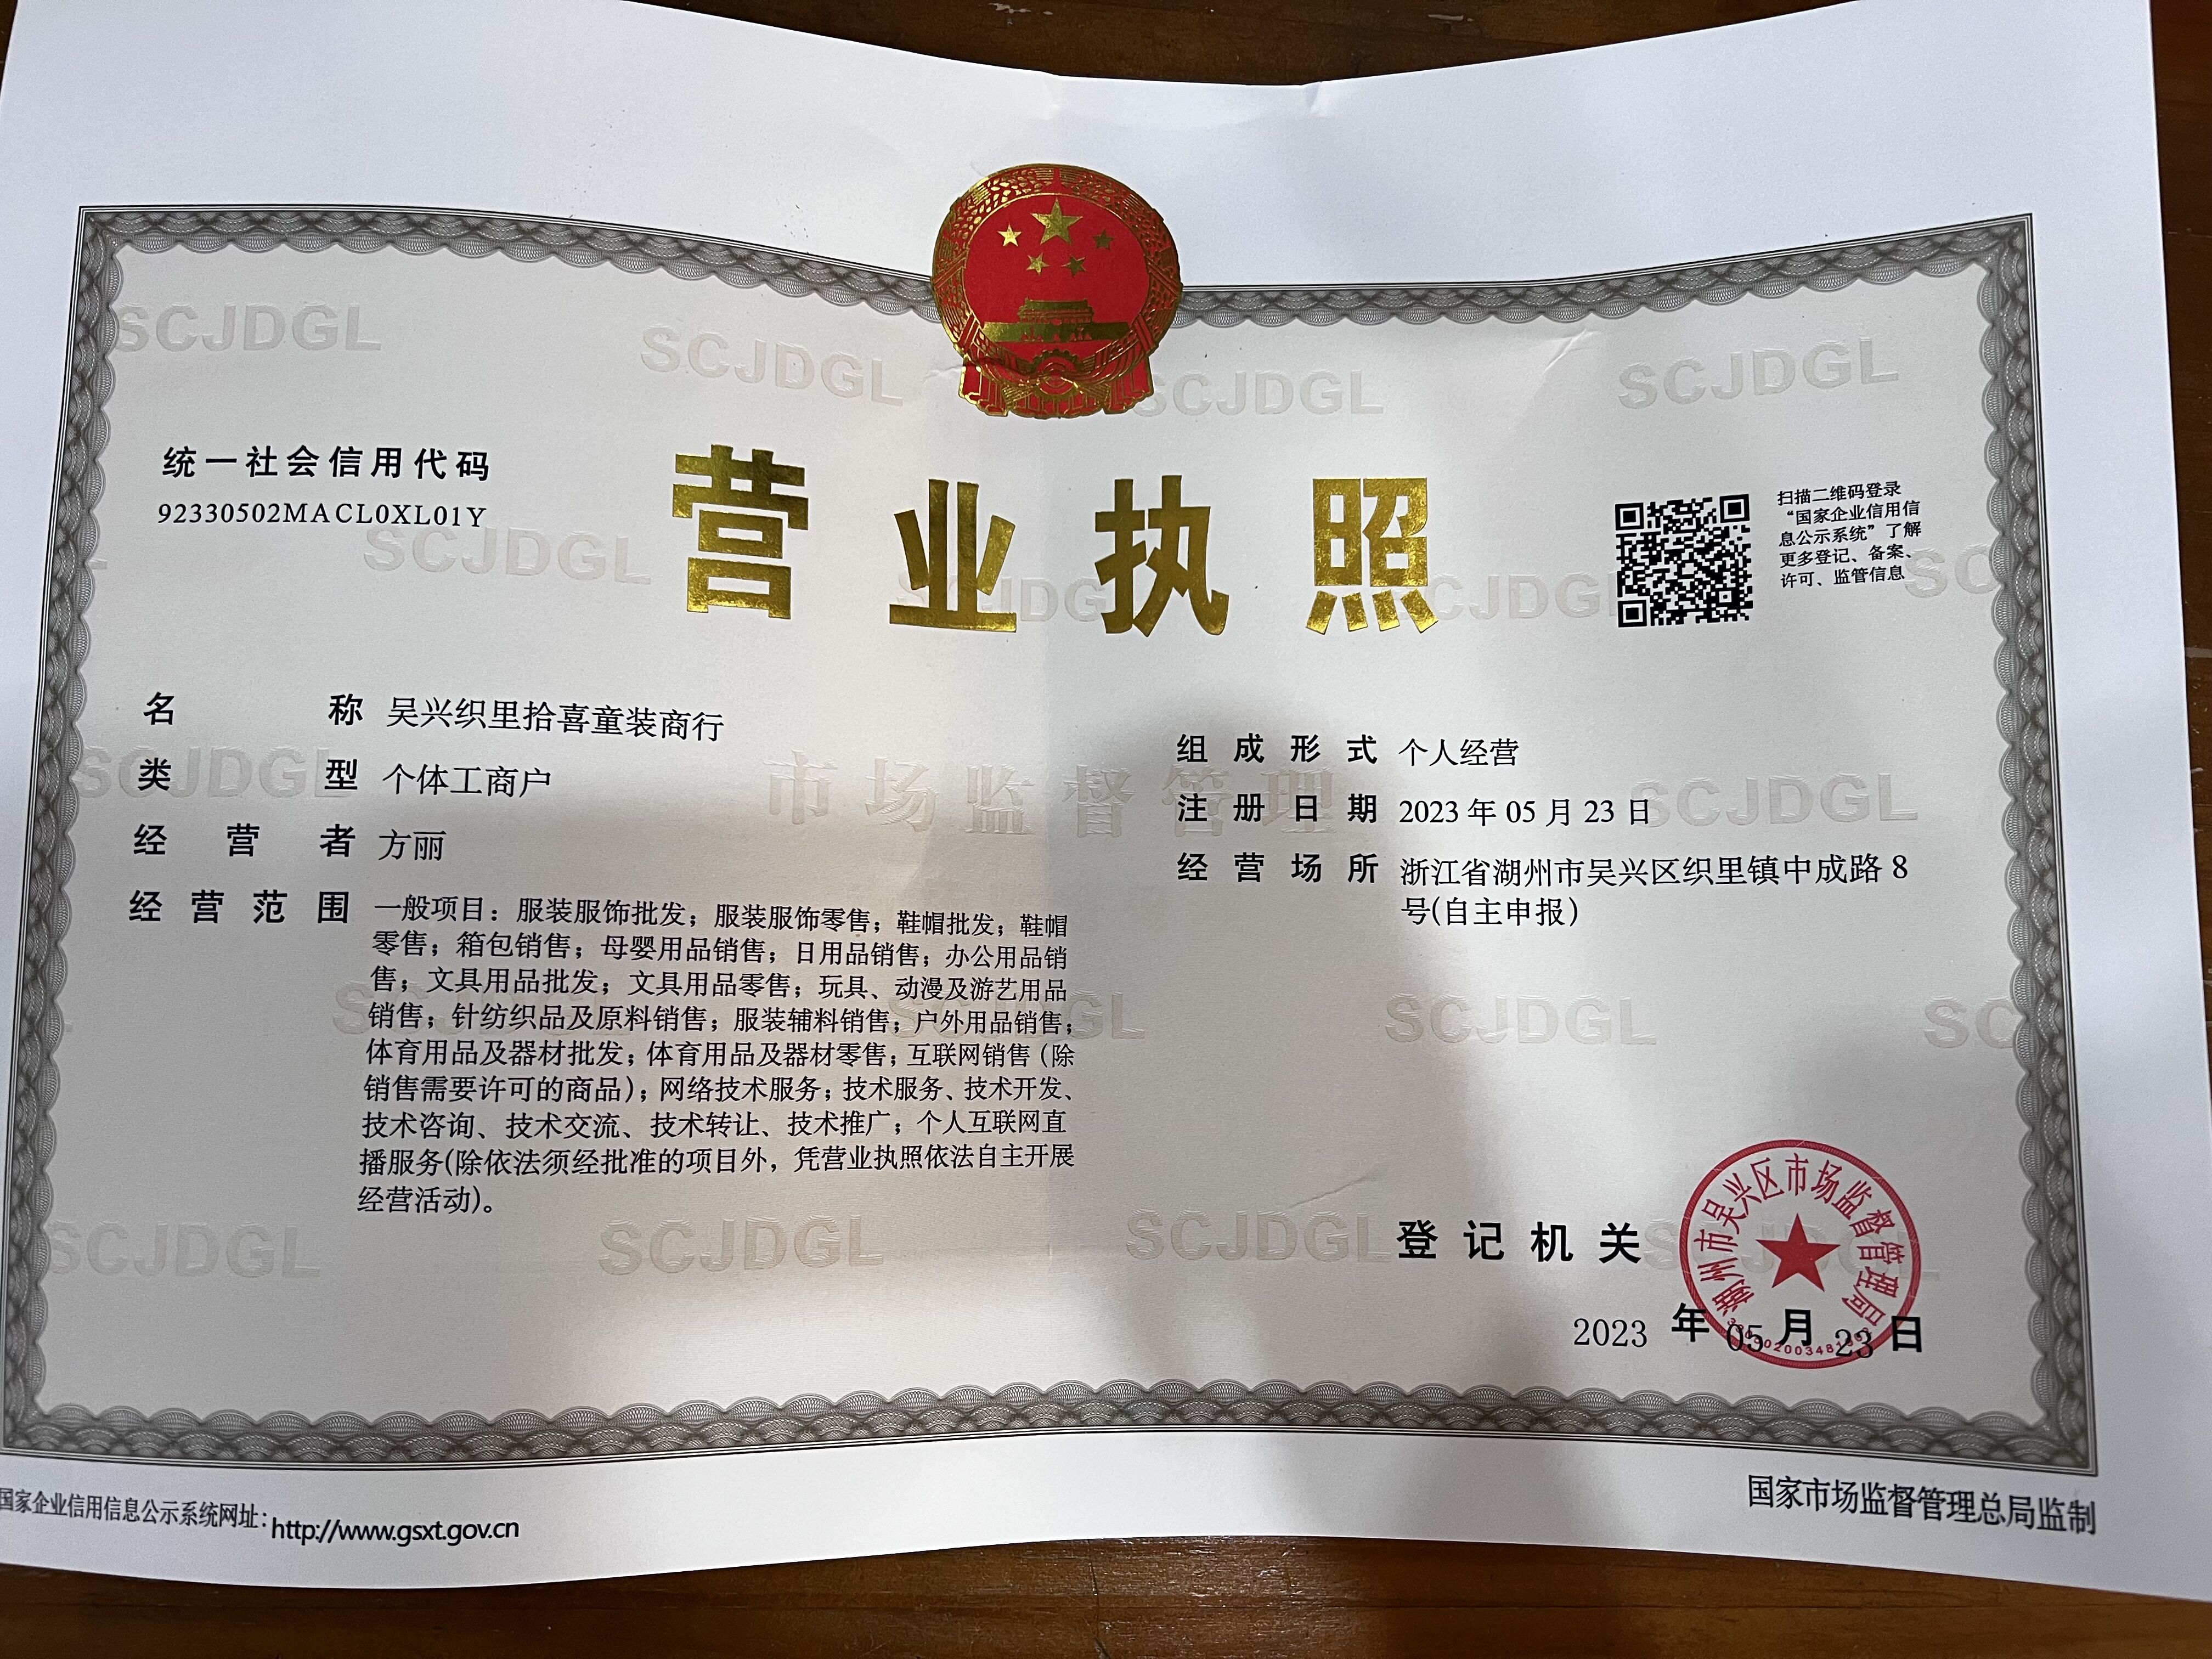 统一社会信用代码
92330502MACL0XL01Y
营业执照
扫描二维码登录
“国家企业信用信
息公示系统”了解
更多登记、备案、
许可、监管信息
名称 吴兴织里拾喜童装商行
类型 个体工商户
经营者 方丽
经营范围 一般项目：服装服饰批发；服装服饰零售；鞋帽批发；鞋帽
零售；箱包销售；母婴用品销售；日用品销售；办公用品销
售；文具用品批发；文具用品零售；玩具、动漫及游艺用品
销售；针纺织品及原料销售；服装辅料销售；户外用品销售；
体育用品及器材批发；体育用品及器材零售；互联网销售（除
销售需要许可的商品）；网络技术服务；技术服务、技术开发、
技术咨询、技术交流、技术转让、技术推广；个人互联网直
播服务(除依法须经批准的项目外，凭营业执照依法自主开展
经营活动)。
组成形式 个人经营
注册日期 2023年05月23日
经营场所 浙江省湖州市吴兴区织里镇中成路8
号(自主申报)
市场监督管理
SCJDGL
登记机关
湖州市吴兴区市场监督管理局
2023年05月23日
国家企业信用信息公示系统网址：http://www.gsxt.gov.cn
国家市场监督管理总局监制